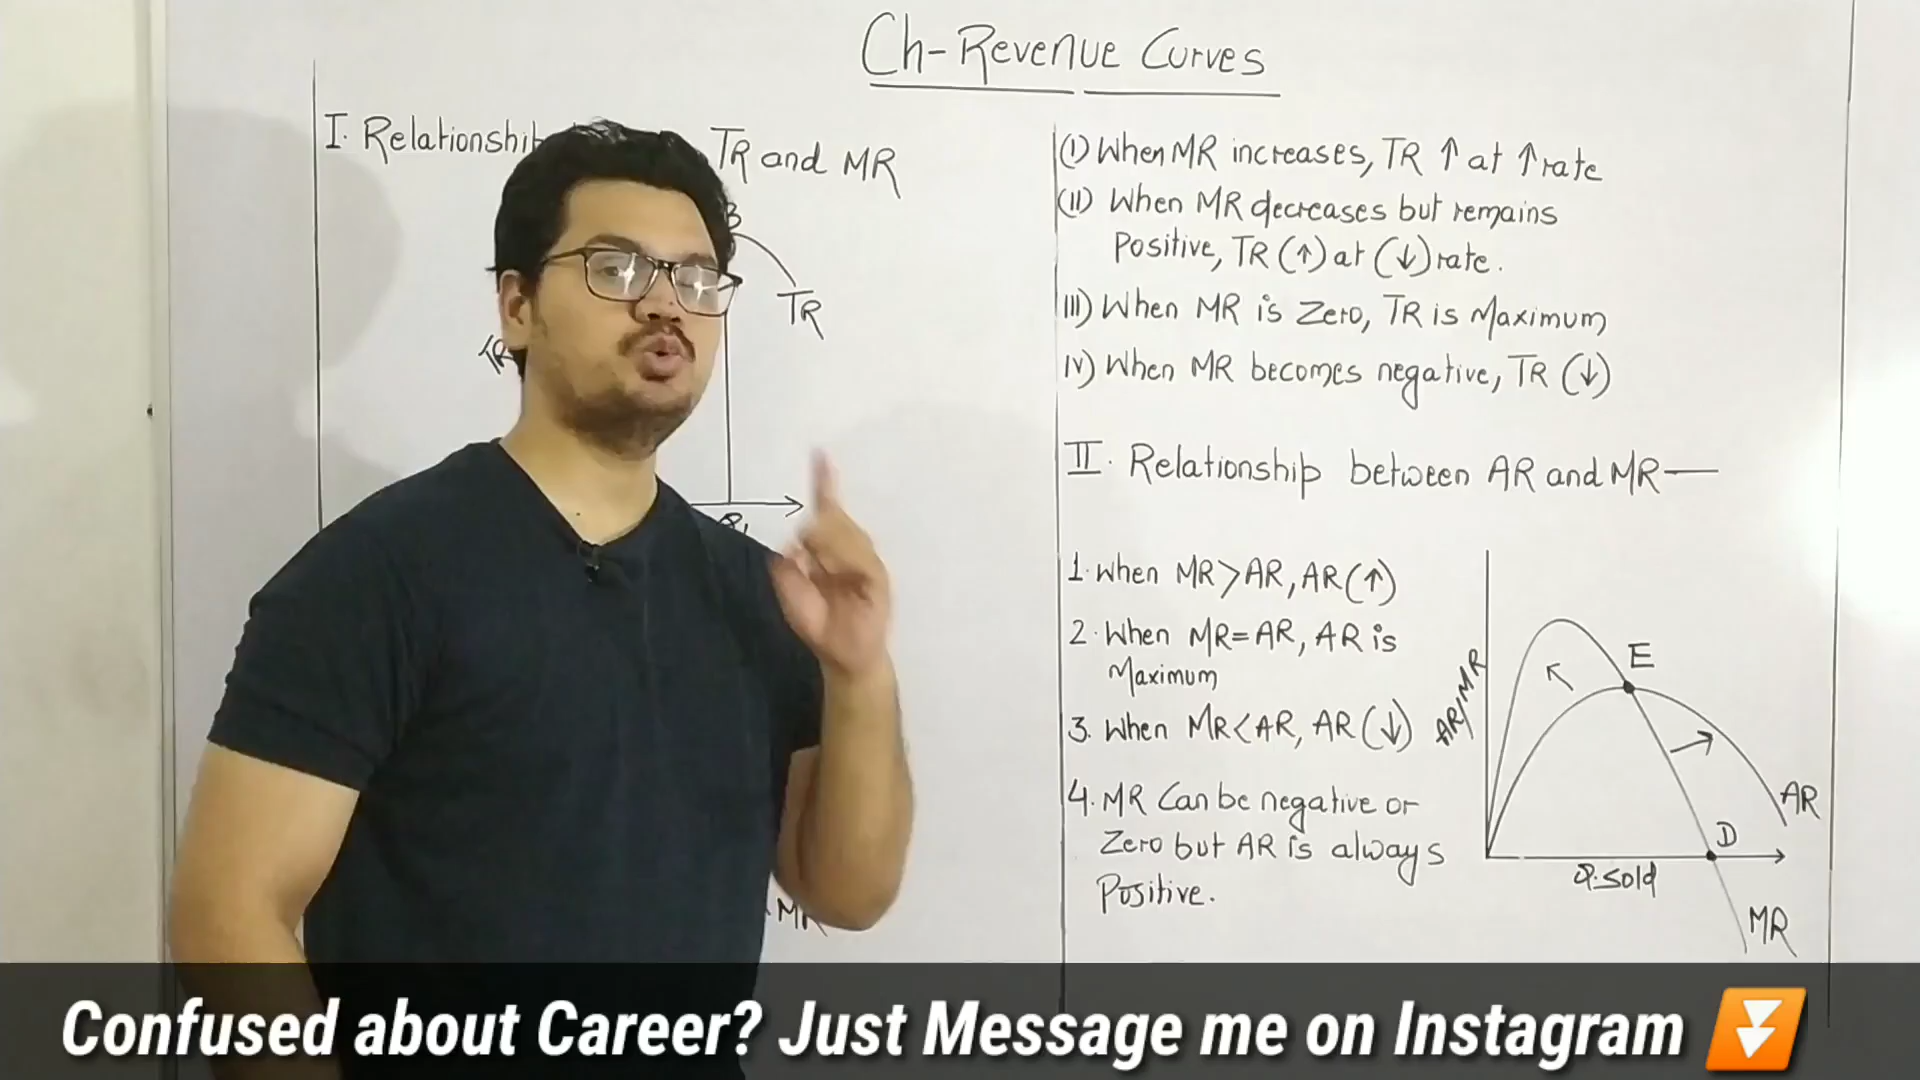 Ch-Revenue Curves
I. Relationship TR and MR
B
TR
TR
Q1
MR
(I) When MR increases, TR ↑ at ↑ rate
(II) When MR decreases but remains
Positive, TR (↑) at (↓) rate.
III) When MR is Zero, TR is Maximum
IV) When MR becomes negative, TR (↓)
II. Relationship between AR and MR—
1. When MR>AR, AR(↑)
2. When MR=AR, AR is
Maximum
3. When MR<AR, AR (↓)
4. MR Can be negative or
Zero but AR is always
Positive.
AR/MR
E
AR
D
Q.Sold
MR
Confused about Career? Just Message me on Instagram